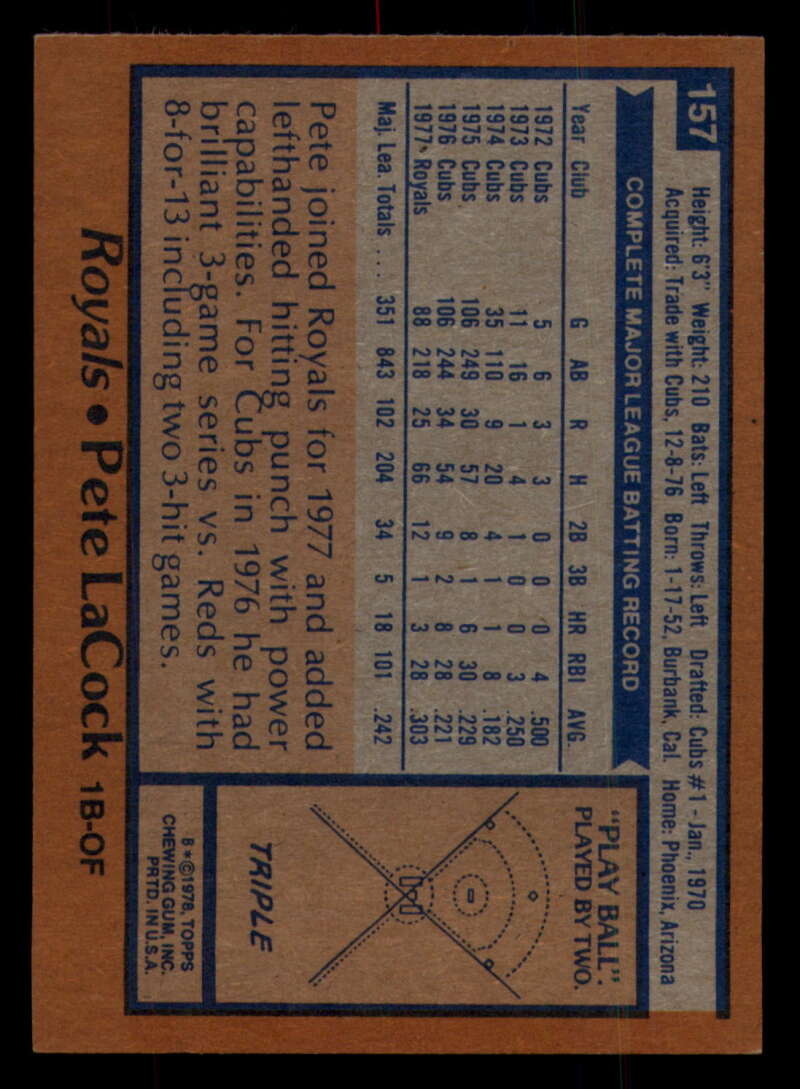 157
Height: 6'3" Weight: 210 Bats: Left Throws: Left Drafted: Cubs #1 - Jan., 1970
Acquired: Trade with Cubs, 12-8-76 Born: 1-17-52, Burbank, Cal. Home: Phoenix, Arizona
COMPLETE MAJOR LEAGUE BATTING RECORD
Year Club G AB R H 2B 3B HR RBI AVG.
1972 Cubs 5 6 3 3 0 0 0 4 .500
1973 Cubs 11 16 1 4 1 0 0 3 .250
1974 Cubs 35 110 9 20 4 1 1 8 .182
1975 Cubs 106 249 30 57 8 1 6 30 .229
1976 Cubs 106 244 34 54 9 2 8 28 .221
1977 Royals 88 218 25 66 12 1 3 28 .303
Maj. Lea. Totals ... 351 843 102 204 34 5 18 101 .242
Pete joined Royals for 1977 and added
lefthanded hitting punch with power
capabilities. For Cubs in 1976 he had
brilliant 3-game series vs. Reds with
8-for-13 including two 3-hit games.
"PLAY BALL".
PLAYED BY TWO.
TRIPLE
B*©1978, TOPPS
CHEWING GUM, INC.
PRTD. IN U.S.A.
Royals • Pete LaCock 1B-OF